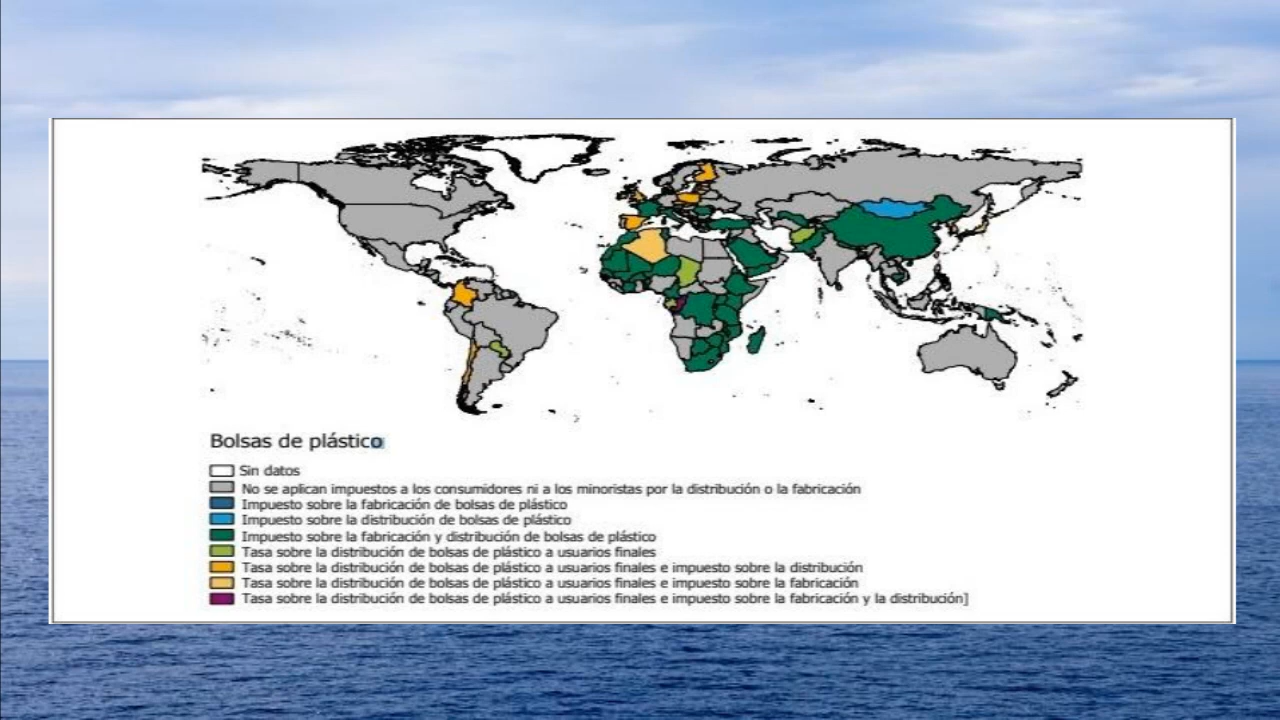 Bolsas de plástico
Sin datos
No se aplican impuestos a los consumidores ni a los minoristas por la distribución o la fabricación
Impuesto sobre la fabricación de bolsas de plástico
Impuesto sobre la distribución de bolsas de plástico
Impuesto sobre la fabricación y distribución de bolsas de plástico
Tasa sobre la distribución de bolsas de plástico a usuarios finales
Tasa sobre la distribución de bolsas de plástico a usuarios finales e impuesto sobre la distribución
Tasa sobre la distribución de bolsas de plástico a usuarios finales e impuesto sobre la fabricación
Tasa sobre la distribución de bolsas de plástico a usuarios finales e impuesto sobre la fabricación y la distribución]